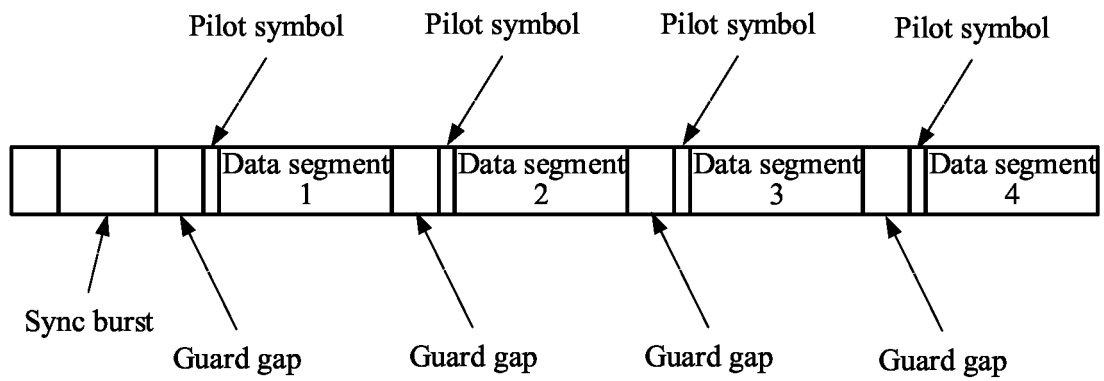 Pilot symbol Pilot symbol Pilot symbol Pilot symbol
Data segment Data segment Data segment Data segment
1 2 3 4
Sync burst
Guard gap Guard gap Guard gap Guard gap